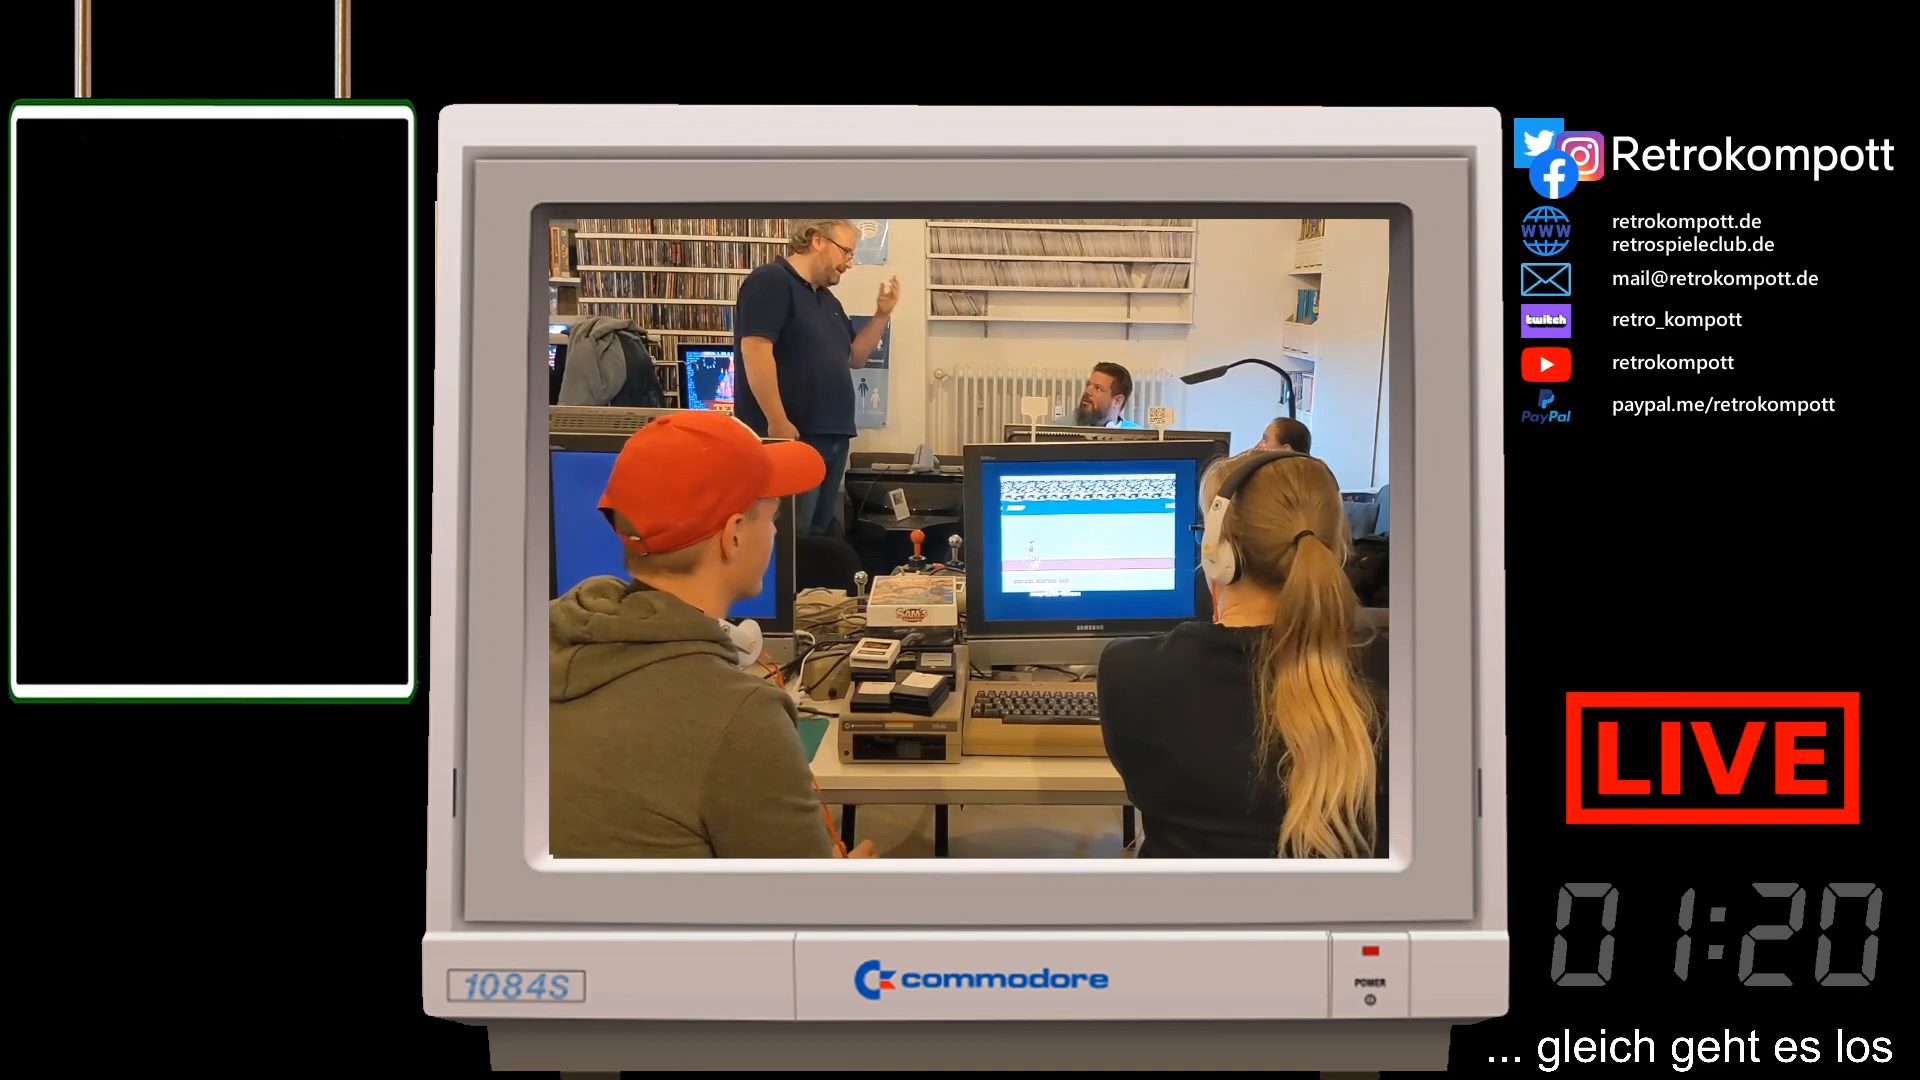 Retrokompott
WWW
retrokompott.de
retrospieleclub.de
mail@retrokompott.de
twitch
retro_kompott
retrokompott
PayPal
paypal.me/retrokompott
SAMSUNG
LIVE
01:20
1084S
commodore
POWER
... gleich geht es los